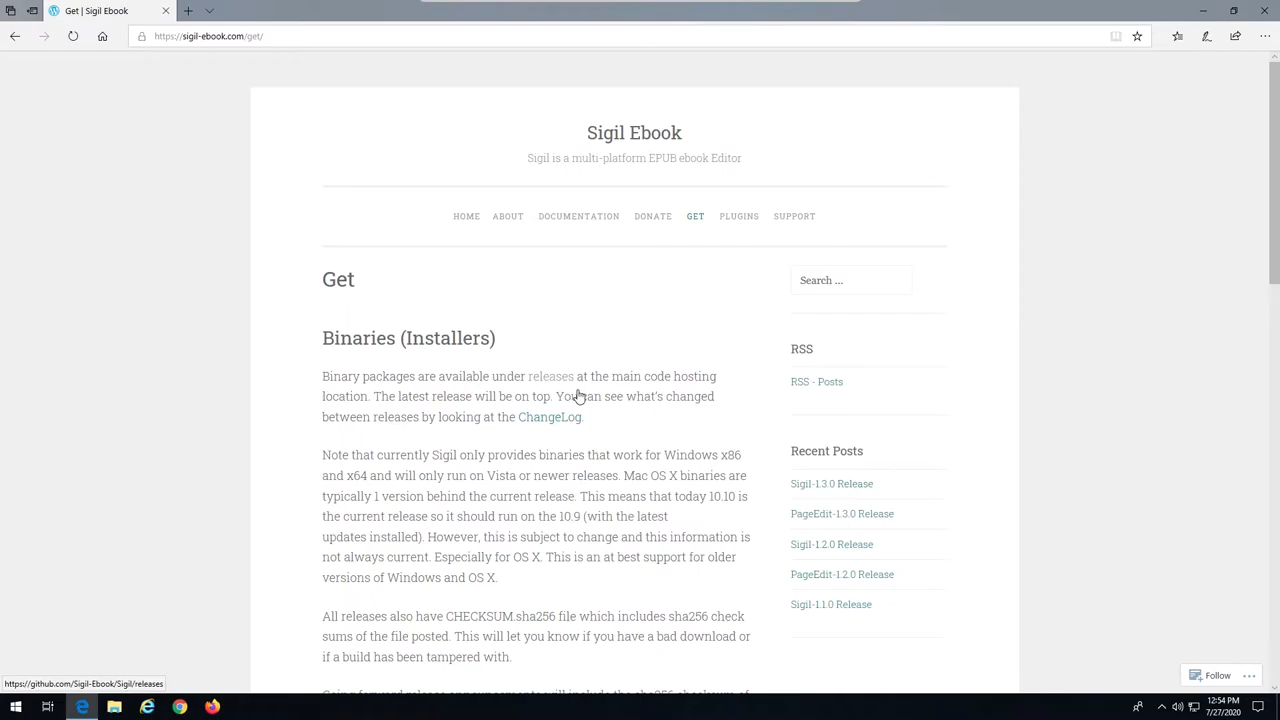 Get | Sigil Ebook
https://sigil-ebook.com/get/
Sigil Ebook
Sigil is a multi-platform EPUB ebook Editor
HOME ABOUT DOCUMENTATION DONATE GET PLUGINS SUPPORT
Get
Binaries (Installers)
Binary packages are available under releases at the main code hosting
location. The latest release will be on top. You can see what's changed
between releases by looking at the ChangeLog.
Note that currently Sigil only provides binaries that work for Windows x86
and x64 and will only run on Vista or newer releases. Mac OS X binaries are
typically 1 version behind the current release. This means that today 10.10 is
the current release so it should run on the 10.9 (with the latest
updates installed). However, this is subject to change and this information is
not always current. Especially for OS X. This is an at best support for older
versions of Windows and OS X.
All releases also have CHECKSUM.sha256 file which includes sha256 check
sums of the file posted. This will let you know if you have a bad download or
if a build has been tampered with.
Going forward release announcements will include the sha256 checksum of
Search ...
RSS
RSS - Posts
Recent Posts
Sigil-1.3.0 Release
PageEdit-1.3.0 Release
Sigil-1.2.0 Release
PageEdit-1.2.0 Release
Sigil-1.1.0 Release
Follow
https://github.com/Sigil-Ebook/Sigil/releases
12:54 PM
7/27/2020